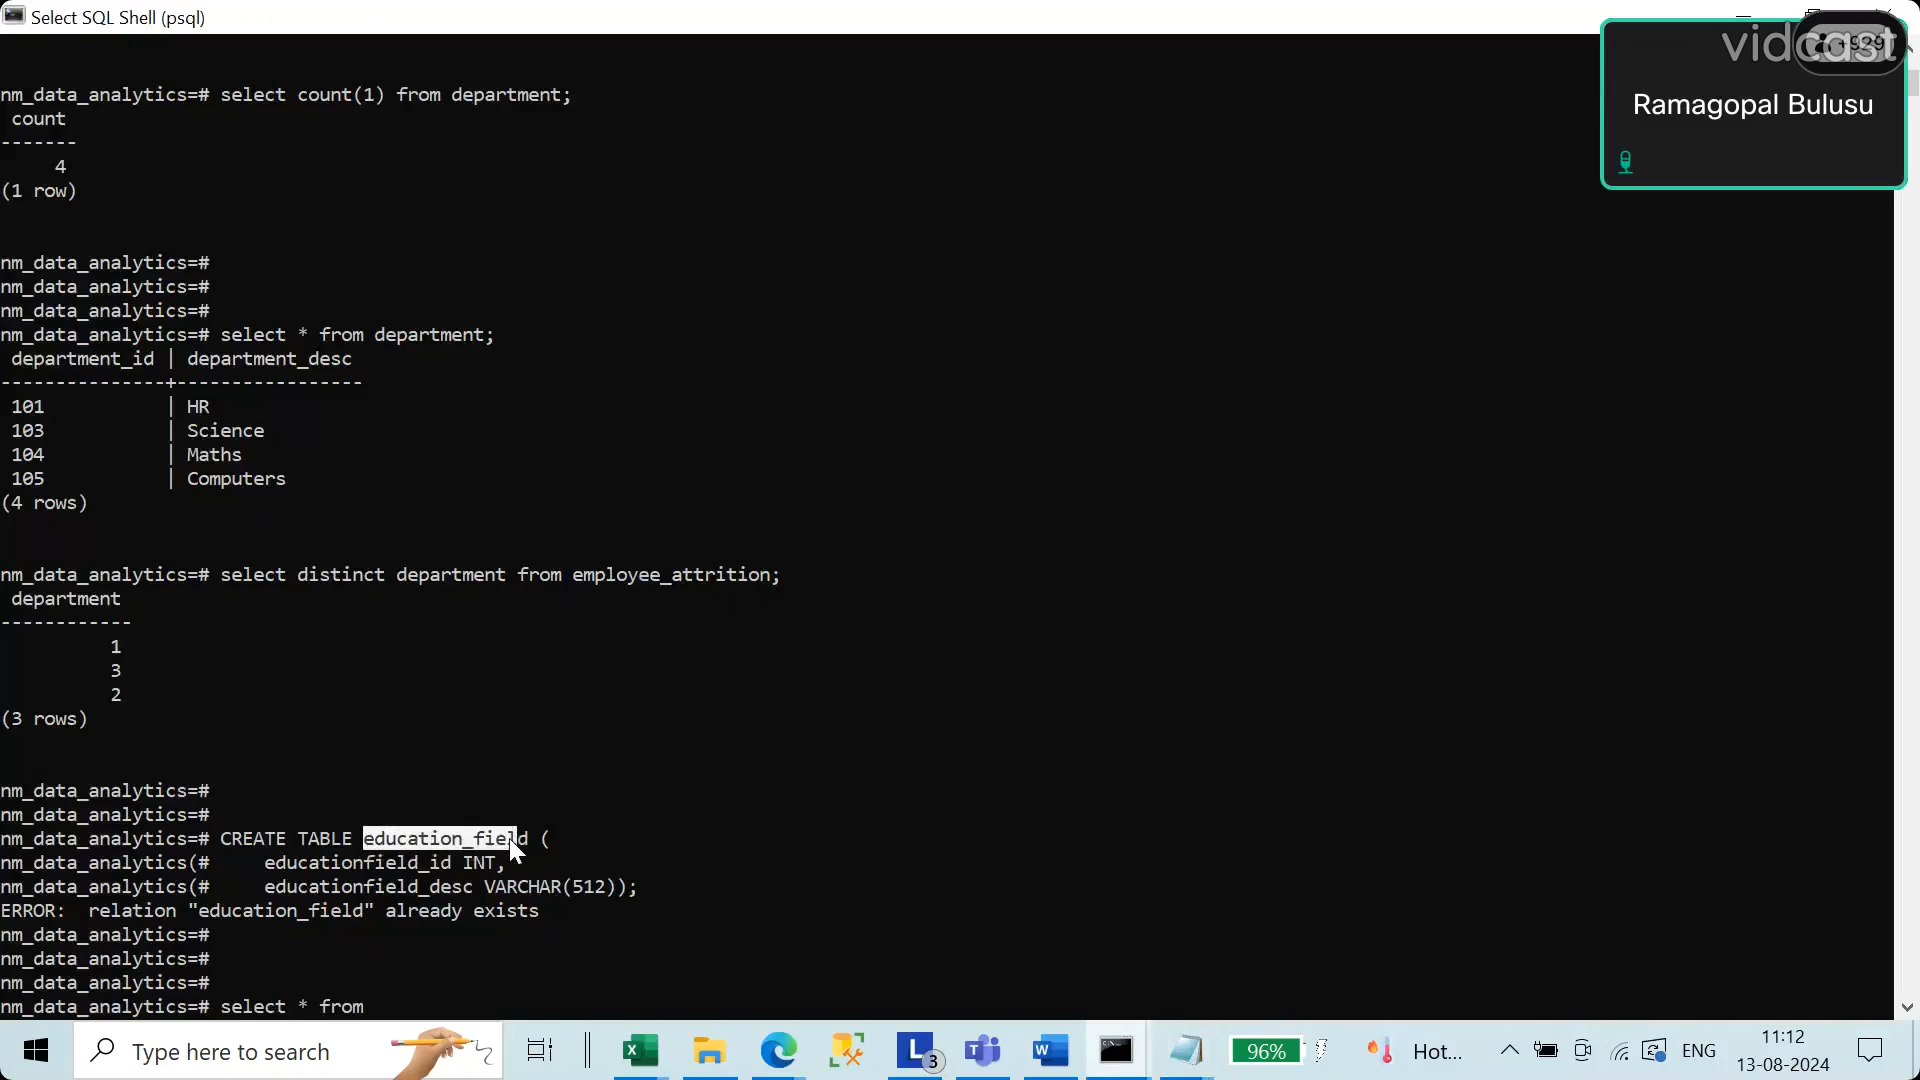 Select SQL Shell (psql)
vidcast
Ramagopal Bulusu
nm_data_analytics=# select count(1) from department;
count
-------
4
(1 row)
nm_data_analytics=#
nm_data_analytics=#
nm_data_analytics=#
nm_data_analytics=# select * from department;
department_id | department_desc
---------------+-----------------
101 | HR
103 | Science
104 | Maths
105 | Computers
(4 rows)
nm_data_analytics=# select distinct department from employee_attrition;
department
------------
1
3
2
(3 rows)
nm_data_analytics=#
nm_data_analytics=#
nm_data_analytics=# CREATE TABLE education_field (
nm_data_analytics(# educationfield_id INT,
nm_data_analytics(# educationfield_desc VARCHAR(512));
ERROR: relation "education_field" already exists
nm_data_analytics=#
nm_data_analytics=#
nm_data_analytics=#
nm_data_analytics=# select * from
Type here to search
3
96%
Hot...
ENG
11:12
13-08-2024